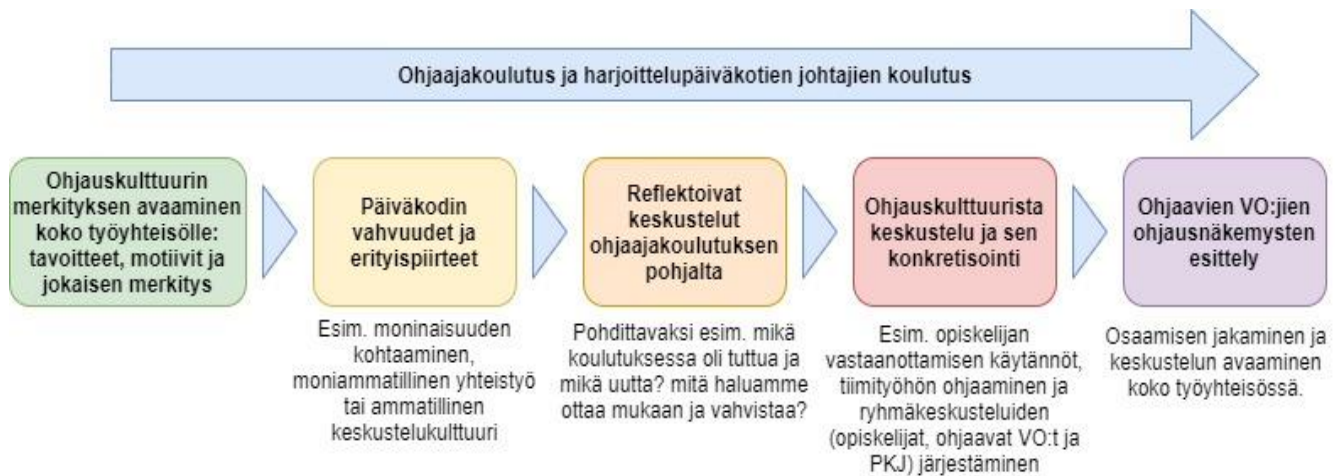 Ohjaajakoulutus ja harjoittelupäiväkotien johtajien koulutus
Ohjauskulttuurin
merkityksen avaaminen
koko työyhteisölle:
tavoitteet, motiivit ja
jokaisen merkitys
Päiväkodin
vahvuudet ja
erityispiirteet
Esim. moninaisuuden
kohtaaminen,
moniammatillinen yhteistyö
tai ammatillinen
keskustelukulttuuri
Reflektoivat
keskustelut
ohjaajakoulutuksen
pohjalta
Pohdittavaksi esim. mikä
koulutuksessa oli tuttua ja
mikä uutta? mitä haluamme
ottaa mukaan ja vahvistaa?
Ohjauskulttuurista
keskustelu ja sen
konkretisointi
Esim. opiskelijan
vastaanottamisen käytännöt,
tiimityöhön ohjaaminen ja
ryhmäkeskusteluiden
(opiskelijat, ohjaavat VO:t ja
PKJ) järjestäminen
Ohjaavien VO:jien
ohjausnäkemysten
esittely
Osaamisen jakaminen ja
keskustelun avaaminen
koko työyhteisössä.